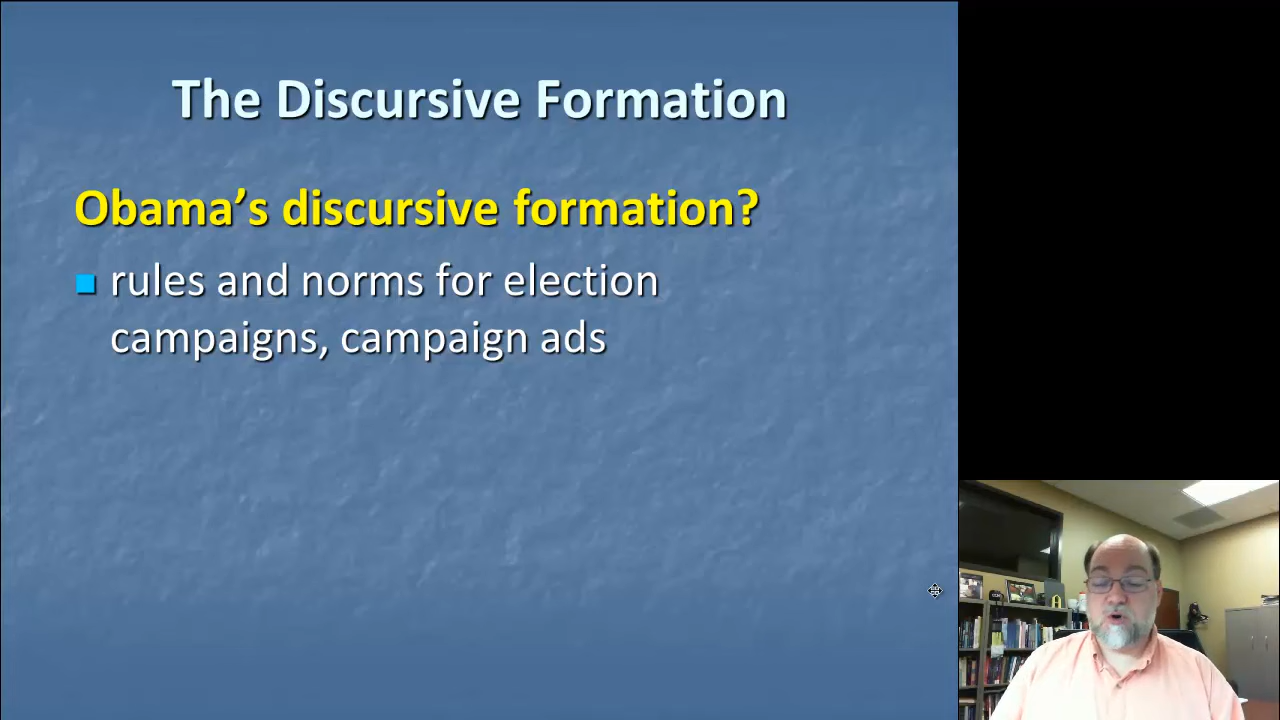 The Discursive Formation
Obama’s discursive formation?
rules and norms for election
campaigns, campaign ads